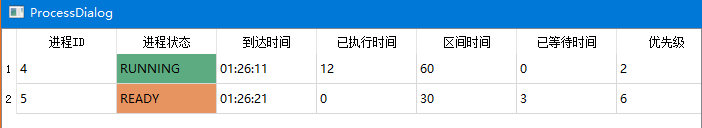 ProcessDialog
进程ID 进程状态 到达时间 已执行时间 区间时间 已等待时间 优先级
1 4 RUNNING 01:26:11 12 60 0 2
2 5 READY 01:26:21 0 30 3 6